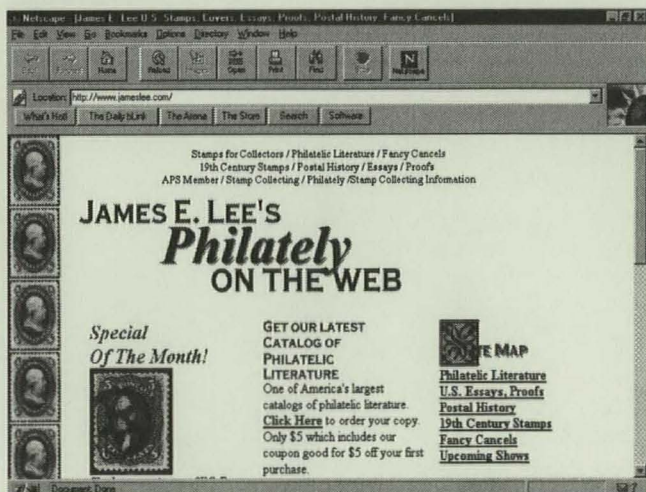 Netscape - [James E. Lee U.S. Stamps, Covers, Essays, Proofs, Postal History, Fancy Cancels]
File Edit View Go Bookmarks Options Directory Window Help
Home Reload Open Print Find Netscape
Location: http://www.jameslee.com/
What's Hot! The Daily bLink The Arena The Store Search Software
Stamps for Collectors / Philatelic Literature / Fancy Cancels
19th Century Stamps / Postal History / Essays / Proofs
APS Member / Stamp Collecting / Philately /Stamp Collecting Information
JAMES E. LEE'S
Philately
ON THE WEB
Special
Of The Month!
GET OUR LATEST
CATALOG OF
PHILATELIC
LITERATURE
One of America's largest
catalogs of philatelic literature.
Click Here to order your copy.
Only $5 which includes our
coupon good for $5 off your first
purchase.
TE MAP
Philatelic Literature
U.S. Essays, Proofs
Postal History
19th Century Stamps
Fancy Cancels
Upcoming Shows
Document: Done